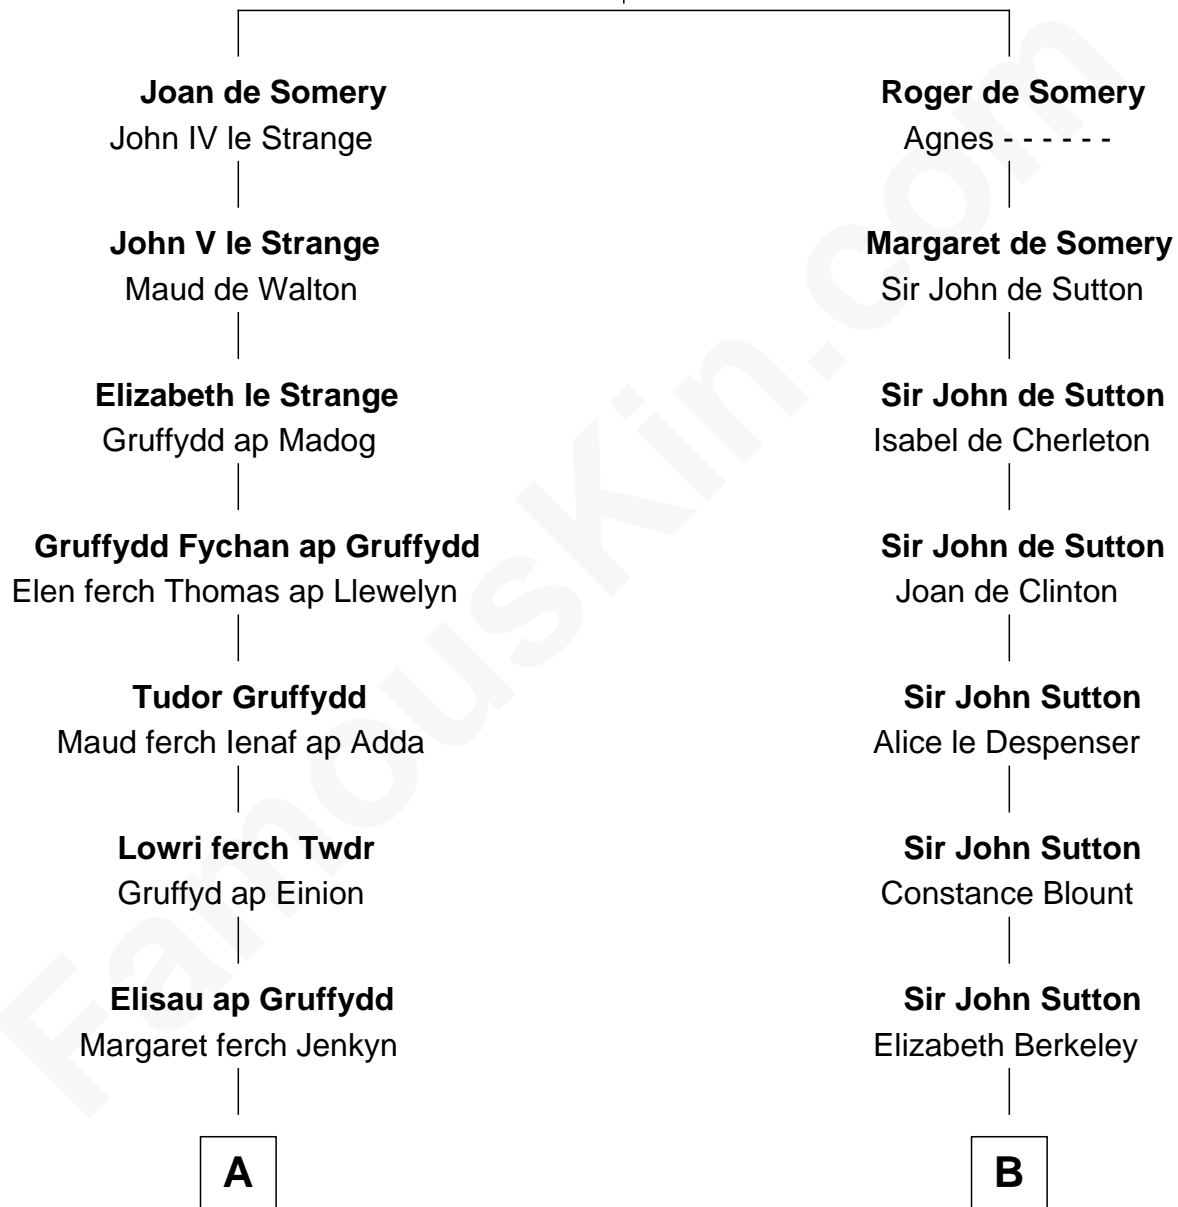 Joan de Somery
John IV le Strange
John V le Strange
Maud de Walton
Elizabeth le Strange
Gruffydd ap Madog
Gruffydd Fychan ap Gruffydd
Elen ferch Thomas ap Llewelyn
Tudor Gruffydd
Maud ferch Ienaf ap Adda
Lowri ferch Twdr
Gruffyd ap Einion
Elisau ap Gruffydd
Margaret ferch Jenkyn
A
Roger de Somery
Agnes - - - - - -
Margaret de Somery
Sir John de Sutton
Sir John de Sutton
Isabel de Cherleton
Sir John de Sutton
Joan de Clinton
Sir John Sutton
Alice le Despenser
Sir John Sutton
Constance Blount
Sir John Sutton
Elizabeth Berkeley
B
FamousKin.com